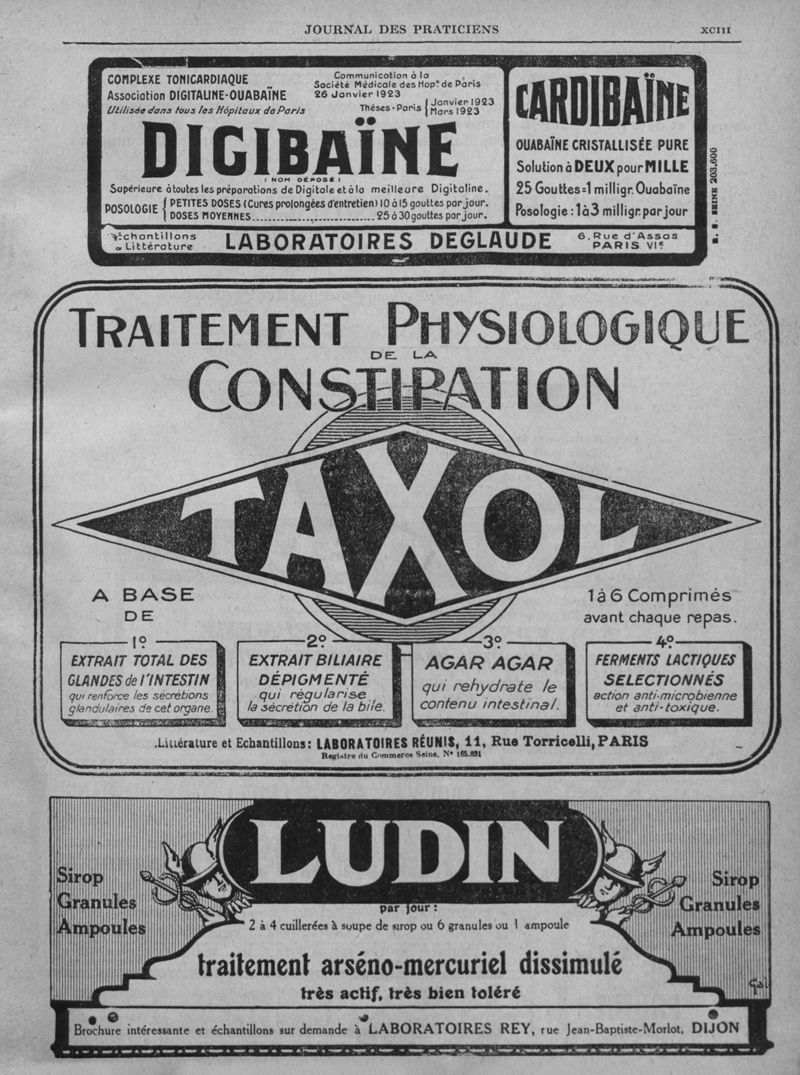 JOURNAL DES PRATICIENS
XCIII
COMPLEXE TONICARDIAQUE
Association DIGITALINE-OUABAÏNE
Utilisée dans tous les Hôpitaux de Paris
Communication à la
Société Médicale des Hop.s de Paris
26 Janvier 1923
Thèses-Paris { Janvier 1923
Mars 1923
DIGIBAÏNE
(NOM DÉPOSÉ)
Supérieure à toutes les préparations de Digitale et à la meilleure Digitaline.
POSOLOGIE { PETITES DOSES (Cures prolongées d'entretien) 10 à 15 gouttes par jour.
DOSES MOYENNES.............................. 25 à 30 gouttes par jour.
CARDIBAÏNE
OUABAÏNE CRISTALLISÉE PURE
Solution à DEUX pour MILLE
25 Gouttes=1 milligr. Ouabaïne
Posologie : 1 à 3 milligr. par jour
Échantillons
& Littérature
LABORATOIRES DEGLAUDE
6, Rue d'Assas
PARIS VIe
R. C. SEINE 203.600
TRAITEMENT PHYSIOLOGIQUE
DE LA
CONSTIPATION
TAXOL
A BASE
DE
1 à 6 Comprimés
avant chaque repas.
1º
EXTRAIT TOTAL DES
GLANDES de l'INTESTIN
qui renforce les sécrétions
glandulaires de cet organe.
2º
EXTRAIT BILIAIRE
DÉPIGMENTÉ
qui régularise
la sécrétion de la bile.
3º
AGAR AGAR
qui rehydrate le
contenu intestinal.
4º
FERMENTS LACTIQUES
SELECTIONNÉS
action anti-microbienne
et anti-toxique.
Littérature et Echantillons : LABORATOIRES RÉUNIS, 11, Rue Torricelli, PARIS
Registre du Commerce Seine, Nº 165.831
LUDIN
Sirop
Granules
Ampoules
Sirop
Granules
Ampoules
par jour :
2 à 4 cuillerées à soupe de sirop ou 6 granules ou 1 ampoule
traitement arséno-mercuriel dissimulé
très actif, très bien toléré
Gal
Brochure intéressante et échantillons sur demande à LABORATOIRES REY, rue Jean-Baptiste-Morlot, DIJON